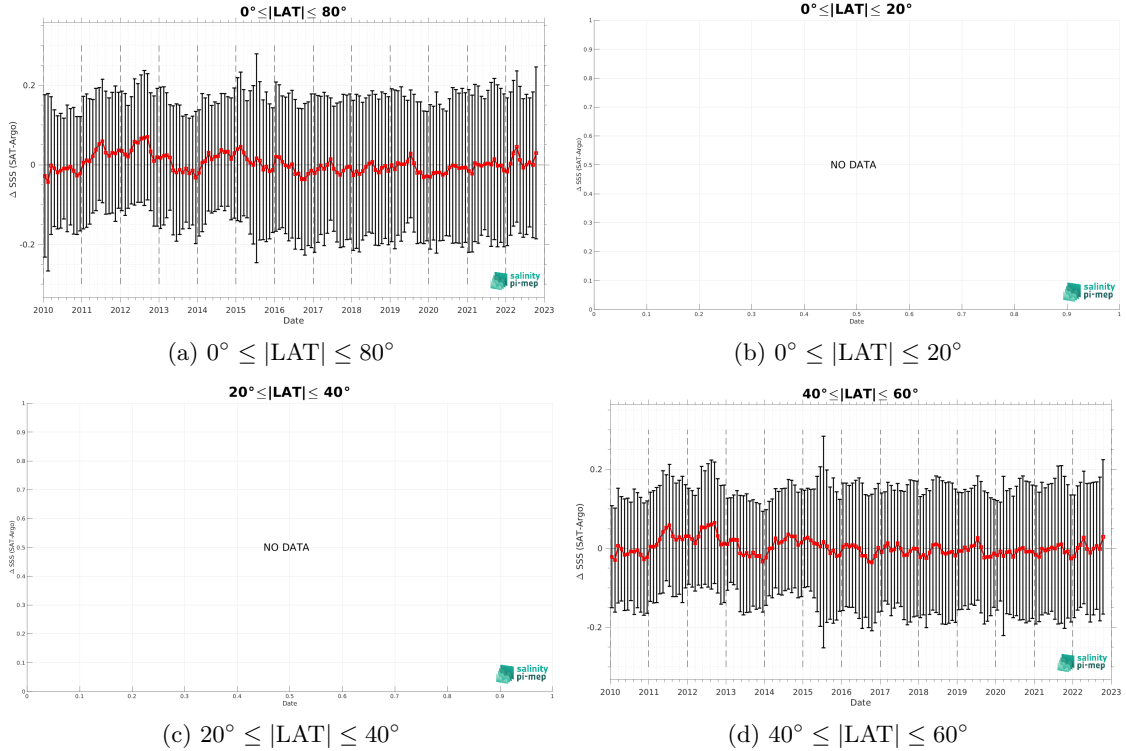 0°≤|LAT|≤ 80°
0.2
0
-0.2
Δ SSS (SAT-Argo)
salinity
pi-mep
2010 2011 2012 2013 2014 2015 2016 2017 2018 2019 2020 2021 2022 2023
Date
(a) 0° ≤ |LAT| ≤ 80°
0°≤|LAT|≤ 20°
1
0.9
0.8
0.7
0.6
0.5
0.4
0.3
0.2
0.1
0
Δ SSS (SAT-Argo)
NO DATA
salinity
pi-mep
0 0.1 0.2 0.3 0.4 0.5 0.6 0.7 0.8 0.9 1
Date
(b) 0° ≤ |LAT| ≤ 20°
20°≤|LAT|≤ 40°
1
0.9
0.8
0.7
0.6
0.5
0.4
0.3
0.2
0.1
0
Δ SSS (SAT-Argo)
NO DATA
salinity
pi-mep
0 0.1 0.2 0.3 0.4 0.5 0.6 0.7 0.8 0.9 1
Date
(c) 20° ≤ |LAT| ≤ 40°
40°≤|LAT|≤ 60°
0.2
0
-0.2
Δ SSS (SAT-Argo)
salinity
pi-mep
2010 2011 2012 2013 2014 2015 2016 2017 2018 2019 2020 2021 2022 2023
Date
(d) 40° ≤ |LAT| ≤ 60°